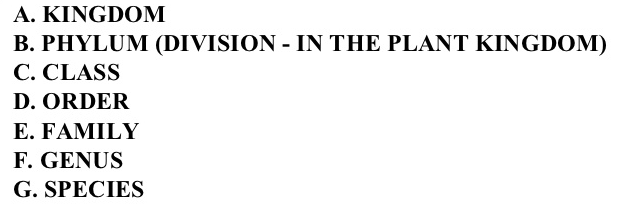 A. KINGDOM
B. PHYLUM (DIVISION - IN THE PLANT KINGDOM)
C. CLASS
D. ORDER
E. FAMILY
F. GENUS
G. SPECIES